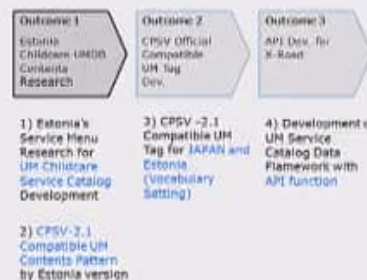 Outcome 1
Estonia
Childcare UMDB
Contents
Research
Outcome 2
CPSV Official
Compatible
UM Tag
Dev.
Outcome 3
API Dev. for
X-Road
1) Estonia's
Service Menu
Research for
UM Childcare
Service Catalog
Development
2) CPSV-2.1
Compatible UM
Contents Pattern
by Estonia version
3) CPSV -2.1
Compatible UM
Tag for JAPAN and
Estonia
(Vocabulary
Setting)
4) Development o
UM Service
Catalog Data
Flamework with
API function